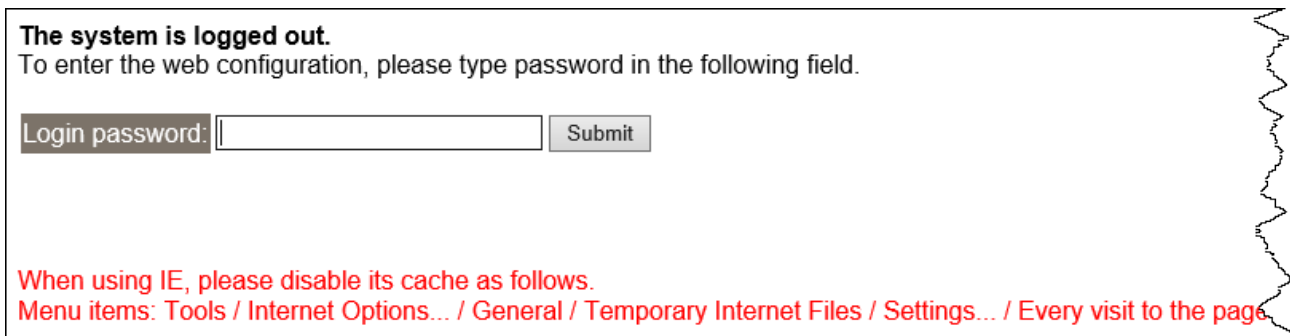 The system is logged out.
To enter the web configuration, please type password in the following field.
Login password: Submit
When using IE, please disable its cache as follows.
Menu items: Tools / Internet Options... / General / Temporary Internet Files / Settings... / Every visit to the page